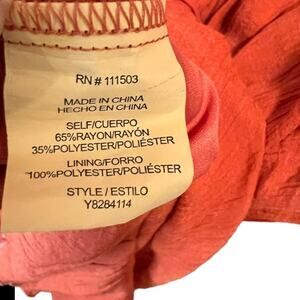 RN # 111503
MADE IN CHINA
HECHO EN CHINA
SELF/CUERPO
65%RAYON/RAYÓN
35%POLYESTER/POLIÉSTER
LINING/FORRO
100%POLYESTER/POLIÉSTER
STYLE / ESTILO
Y8284114